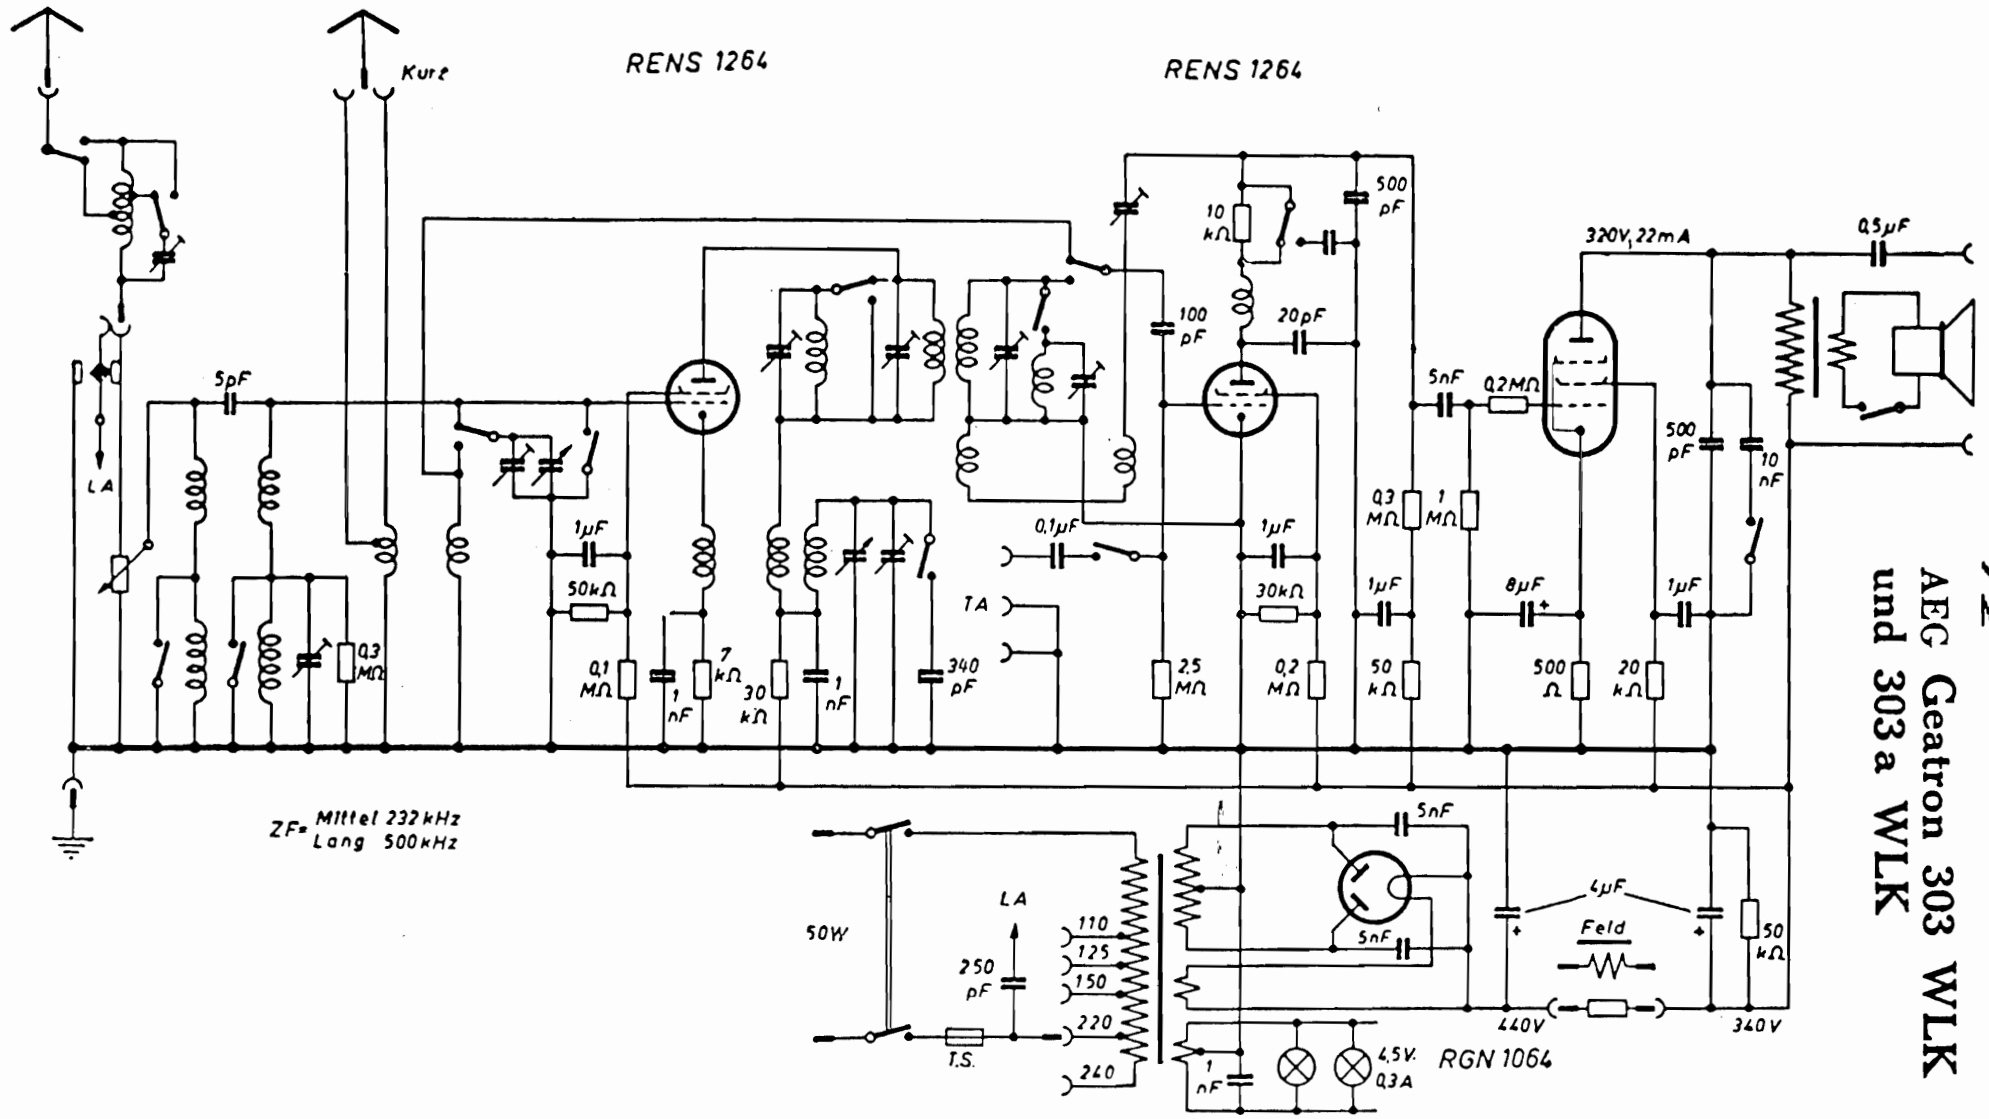 Kurz
RENS 1264
RENS 1264
500
pF
10
kΩ
320V, 22mA
0,5µF
100
pF
20pF
5pF
5nF
0,2MΩ
500
pF
10
nF
LA
0,3
MΩ
1
MΩ
1µF
0,1µF
1µF
50kΩ
TA
30kΩ
1µF
8µF
1µF
0,3
MΩ
0,1
MΩ
1
nF
7
kΩ
30
kΩ
1
nF
340
pF
2,5
MΩ
0,2
MΩ
50
kΩ
500
Ω
20
kΩ
AEG Geatron 303 WLK
und 303a WLK
ZF= Mittel 232kHz
Lang 500kHz
5nF
50W
LA
250
pF
110
125
150
220
240
T.S.
5nF
4µF
+
+
Feld
50
kΩ
440V
340V
1
nF
4,5V.
0,3A
RGN 1064